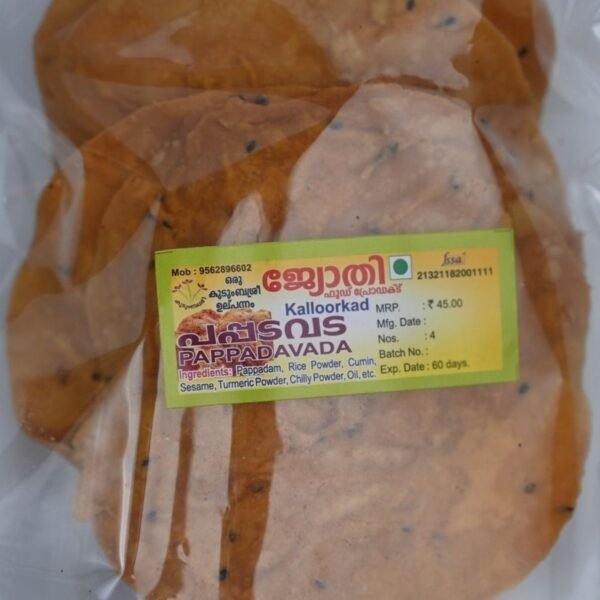 Mob : 9562896602
ഒരു
കുടുംബശ്രീ
ഉല്പന്നം
ജ്യോതി
ഫുഡ് പ്രോഡക്ട്
Kalloorkad
പപ്പടവട
PAPPADAVADA
Ingredients: Pappadam, Rice Powder, Cumin,
Sesame, Turmeric Powder, Chilly Powder, Oil, etc.
fssai
21321182001111
MRP. : ₹ 45.00
Mfg. Date :
Nos. : 4
Batch No. :
Exp. Date : 60 days.